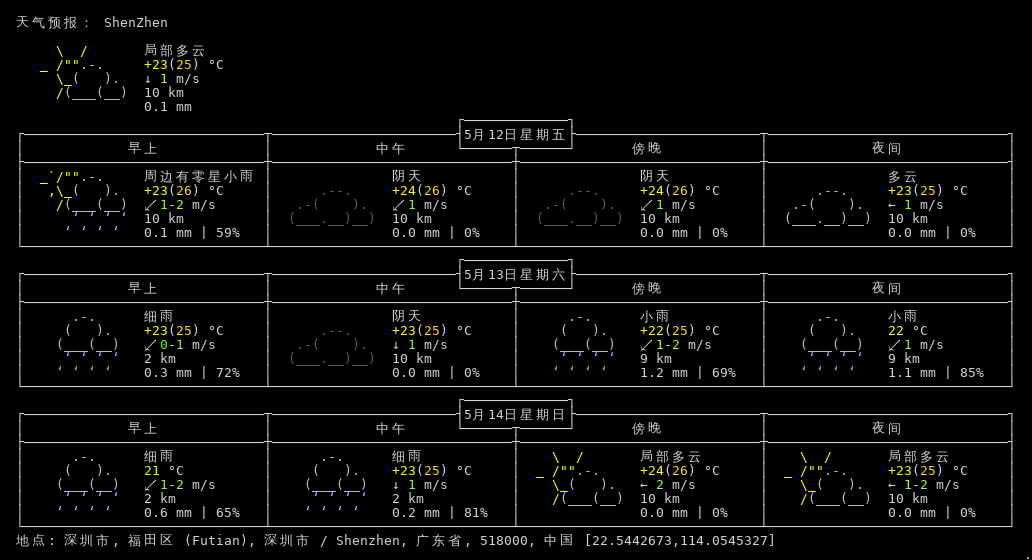 天气预报： ShenZhen
局部多云
+23(25) °C
↓ 1 m/s
10 km
0.1 mm
5月12日星期五
早上 中午 傍晚 夜间
周边有零星小雨 阴天 阴天 多云
+23(26) °C +24(26) °C +24(26) °C +23(25) °C
↙ 1-2 m/s ↙ 1 m/s ↙ 1 m/s ← 1 m/s
10 km 10 km 10 km 10 km
0.1 mm | 59% 0.0 mm | 0% 0.0 mm | 0% 0.0 mm | 0%
5月13日星期六
早上 中午 傍晚 夜间
细雨 阴天 小雨 小雨
+23(25) °C +23(25) °C +22(25) °C 22 °C
↙ 0-1 m/s ↓ 1 m/s ↙ 1-2 m/s ↙ 1 m/s
2 km 10 km 9 km 9 km
0.3 mm | 72% 0.0 mm | 0% 1.2 mm | 69% 1.1 mm | 85%
5月14日星期日
早上 中午 傍晚 夜间
细雨 细雨 局部多云 局部多云
21 °C +23(25) °C +24(26) °C +23(25) °C
↙ 1-2 m/s ↓ 1 m/s ← 2 m/s ← 1-2 m/s
2 km 2 km 10 km 10 km
0.6 mm | 65% 0.2 mm | 81% 0.0 mm | 0% 0.0 mm | 0%
地点: 深圳市, 福田区 (Futian), 深圳市 / Shenzhen, 广东省, 518000, 中国 [22.5442673,114.0545327]